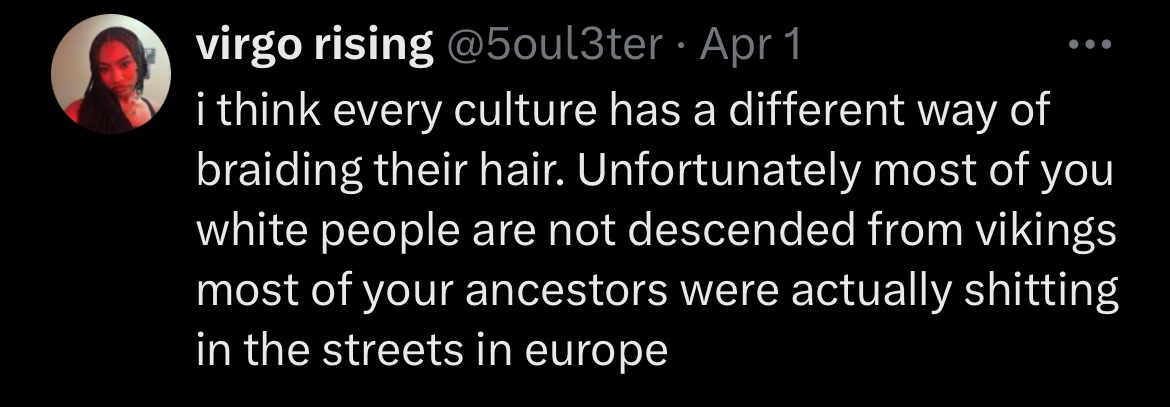 virgo rising @5oul3ter · Apr 1
i think every culture has a different way of
braiding their hair. Unfortunately most of you
white people are not descended from vikings
most of your ancestors were actually shitting
in the streets in europe